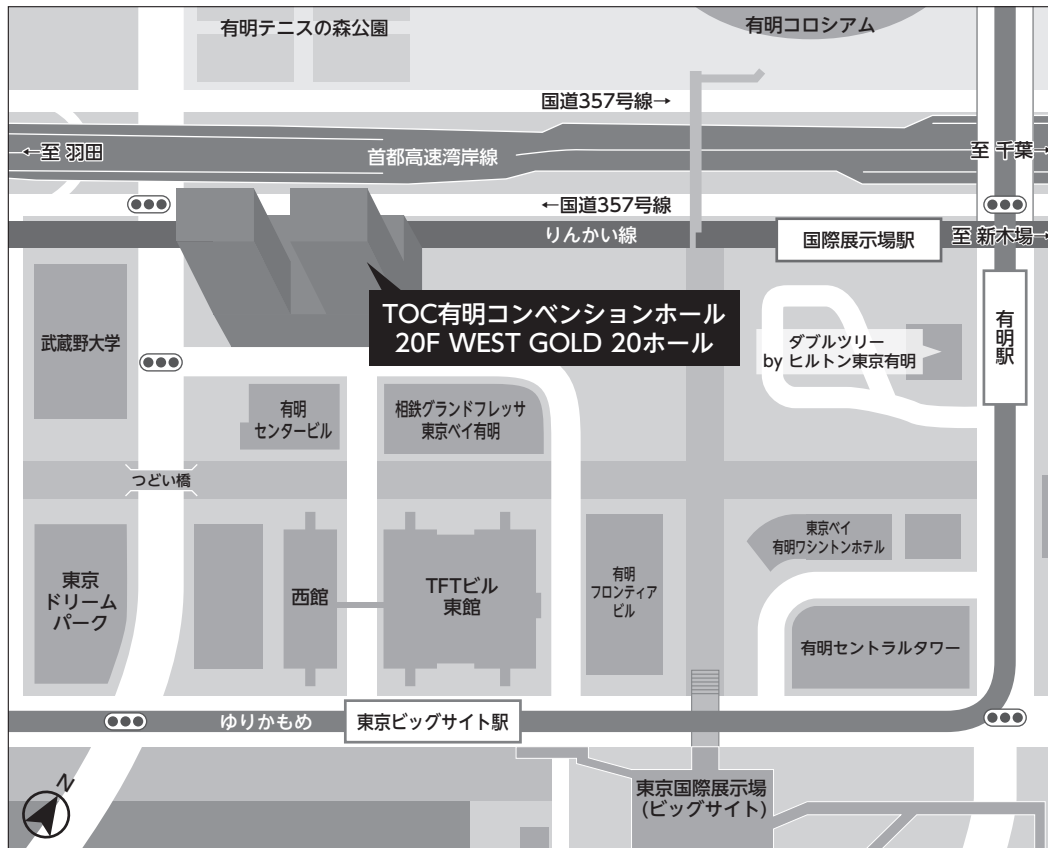 有明テニスの森公園
有明コロシアム
国道357号線→
←至 羽田
首都高速湾岸線
至 千葉→
←国道357号線
りんかい線
国際展示場駅
至 新木場→
TOC有明コンベンションホール
20F WEST GOLD 20ホール
武蔵野大学
ダブルツリー
by ヒルトン東京有明
有明駅
有明
センタービル
相鉄グランドフレッサ
東京ベイ有明
つどい橋
東京ベイ
有明ワシントンホテル
東京
ドリーム
パーク
西館
TFTビル
東館
有明
フロンティア
ビル
有明セントラルタワー
ゆりかもめ
東京ビッグサイト駅
東京国際展示場
(ビッグサイト)
N